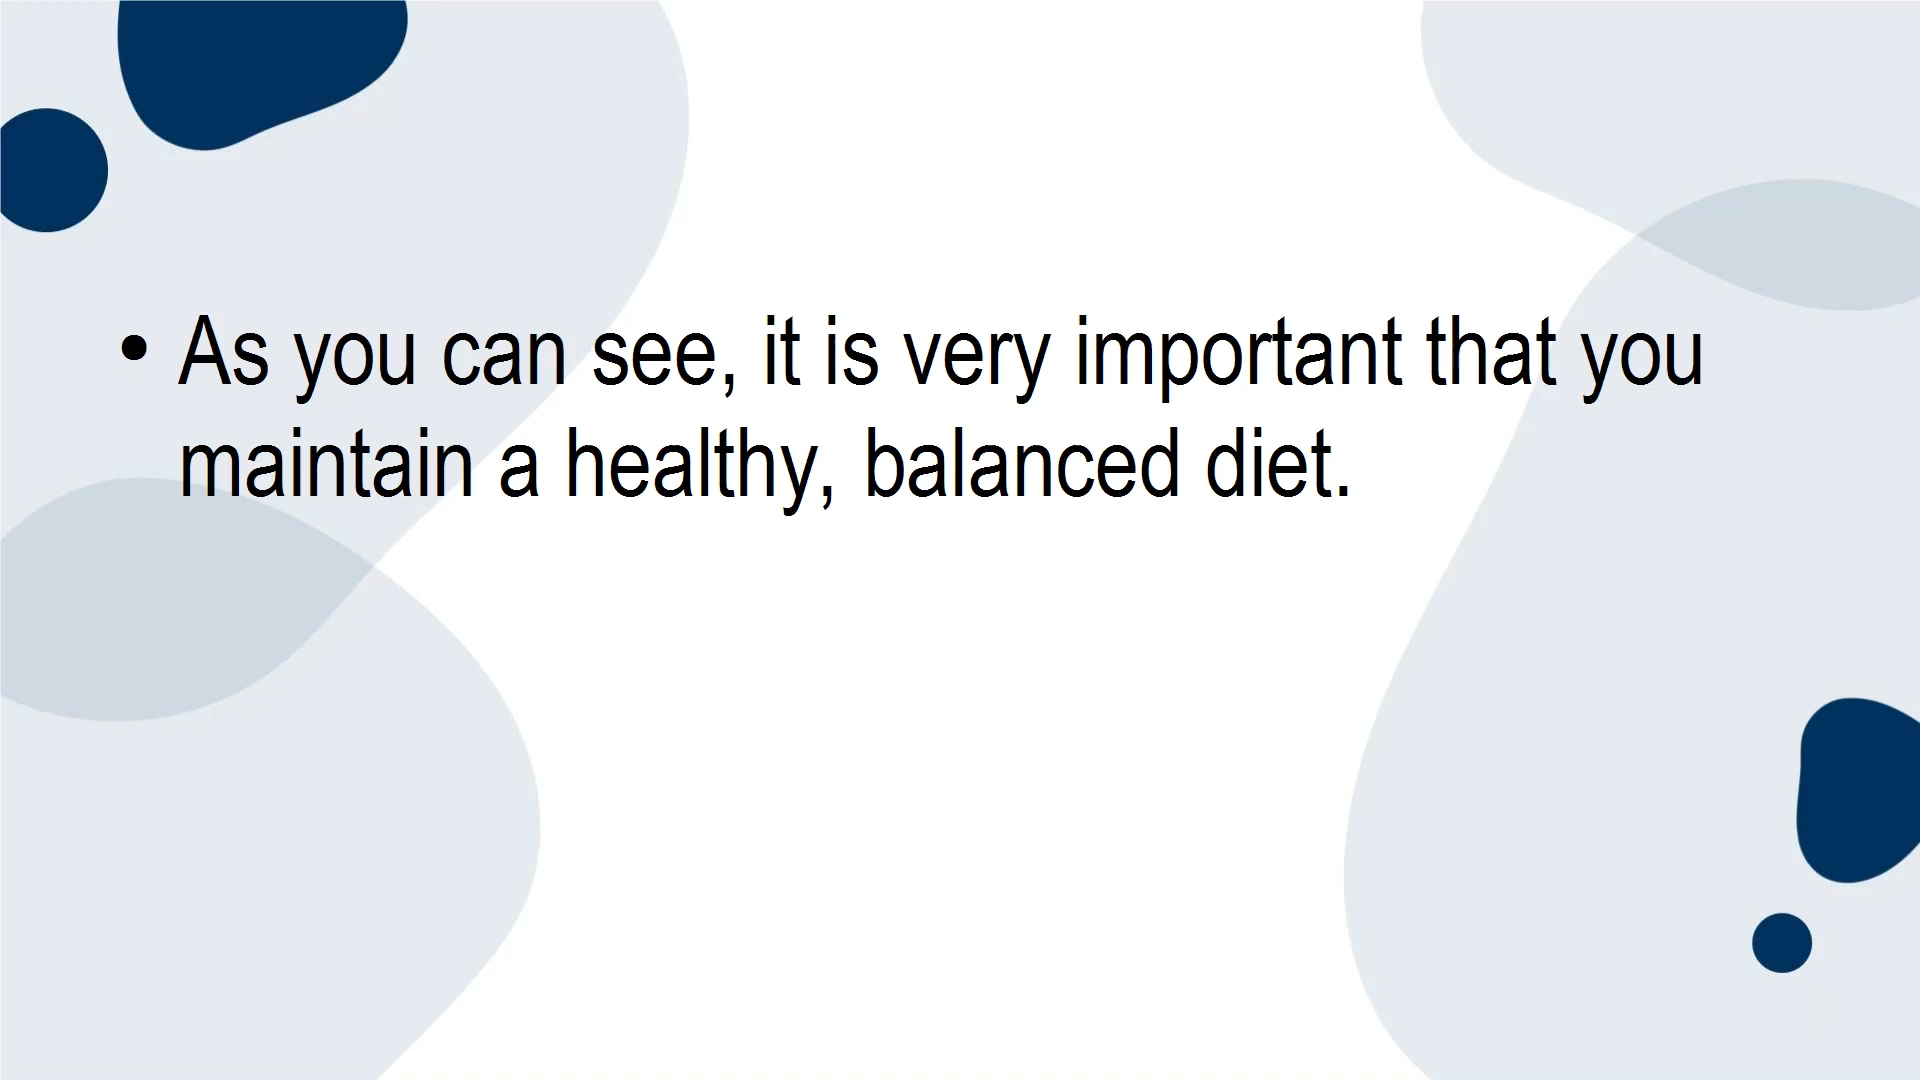 • As you can see, it is very important that you
maintain a healthy, balanced diet.